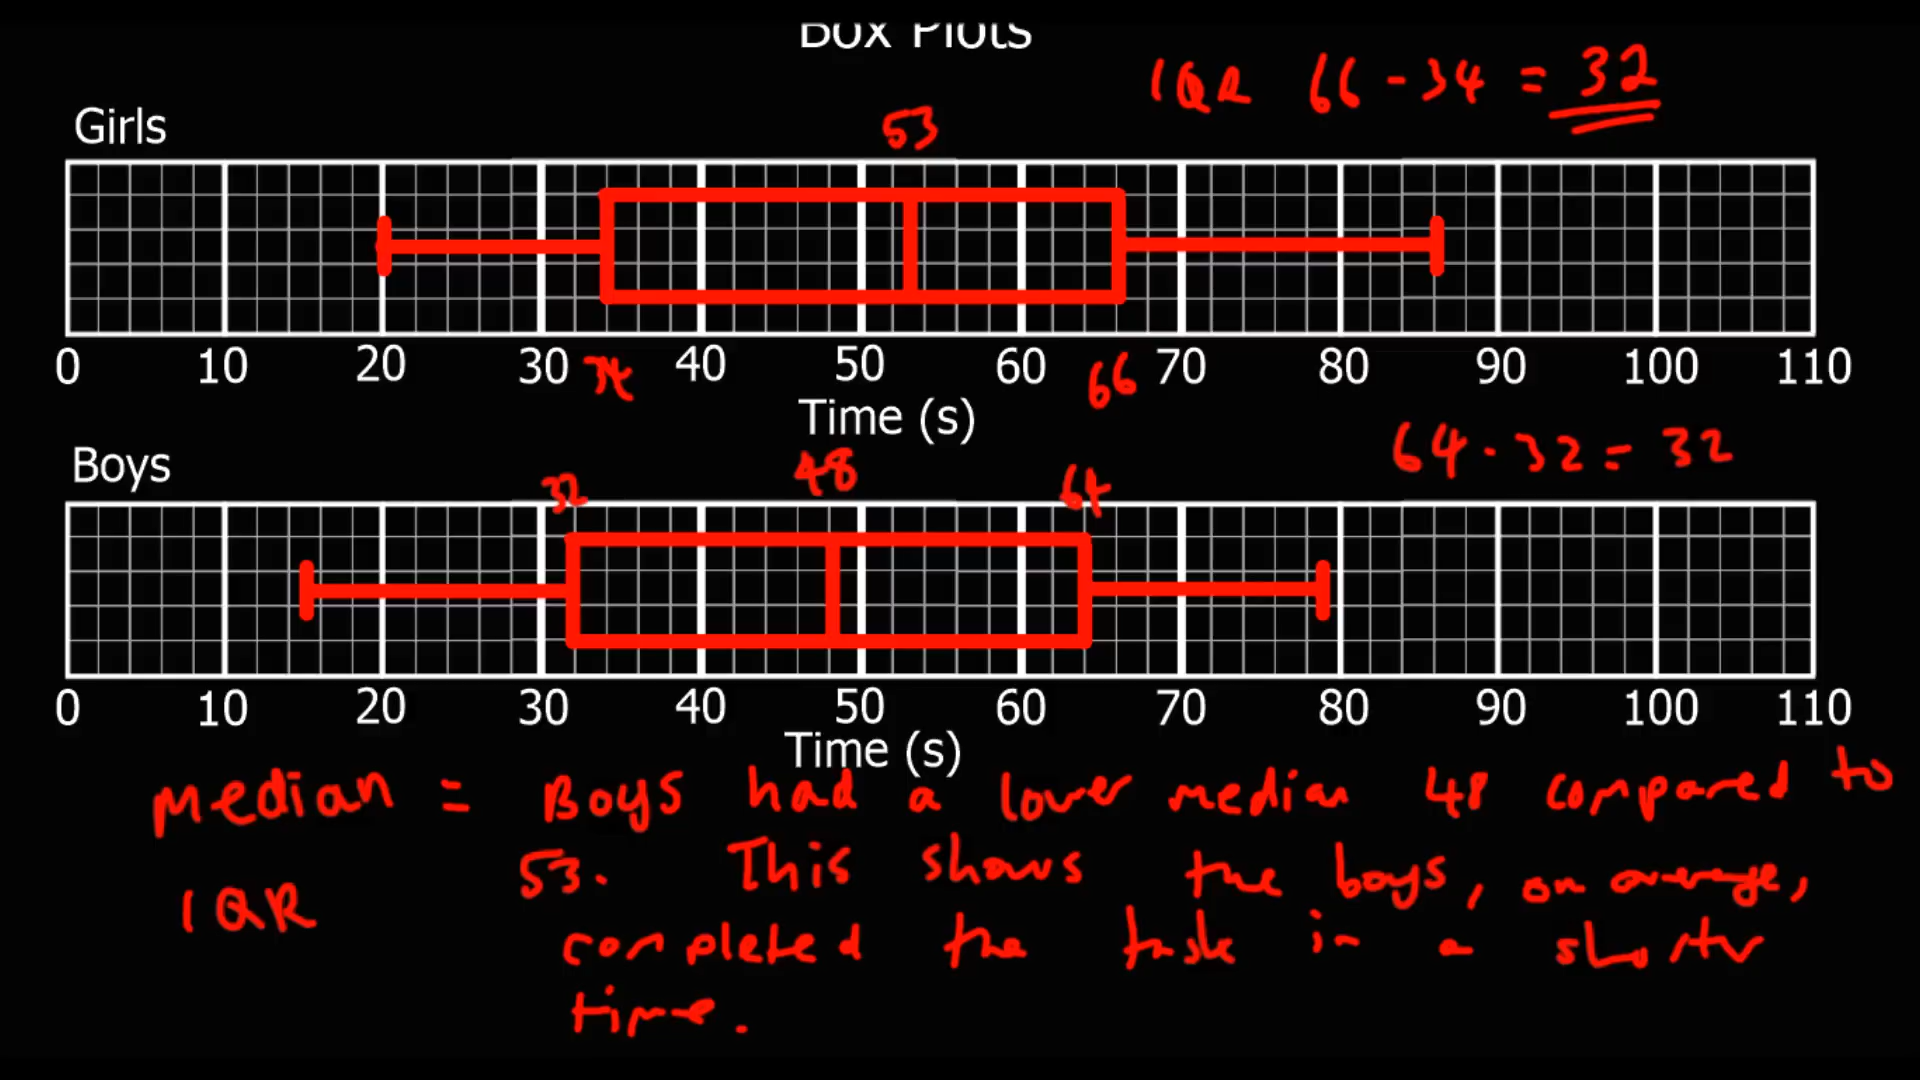 Box Plots
IQR 66 - 34 = 32
Girls
53
0 10 20 30 40 50 60 70 80 90 100 110
34 66
Time (s)
64 - 32 = 32
Boys
32 48 64
0 10 20 30 40 50 60 70 80 90 100 110
Time (s)
Median = Boys had a lower median 48 compared to
53. This shows the boys, on average,
IQR
completed the task in a shorter
time.